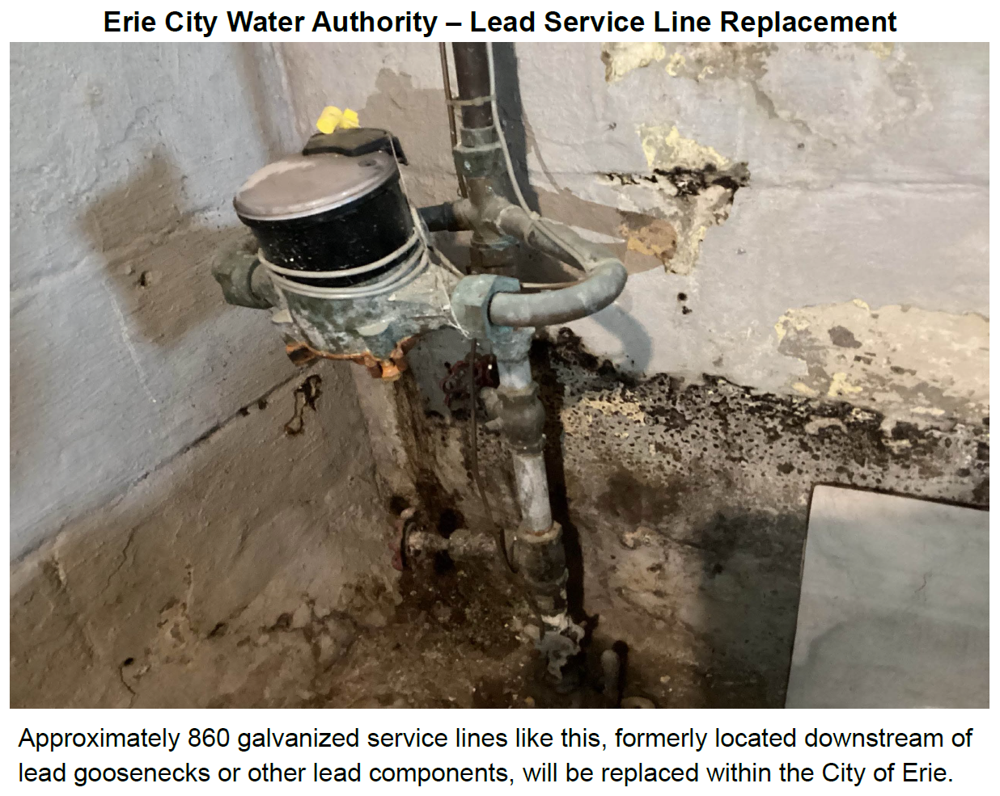 Erie City Water Authority – Lead Service Line Replacement
Approximately 860 galvanized service lines like this, formerly located downstream of
lead goosenecks or other lead components, will be replaced within the City of Erie.